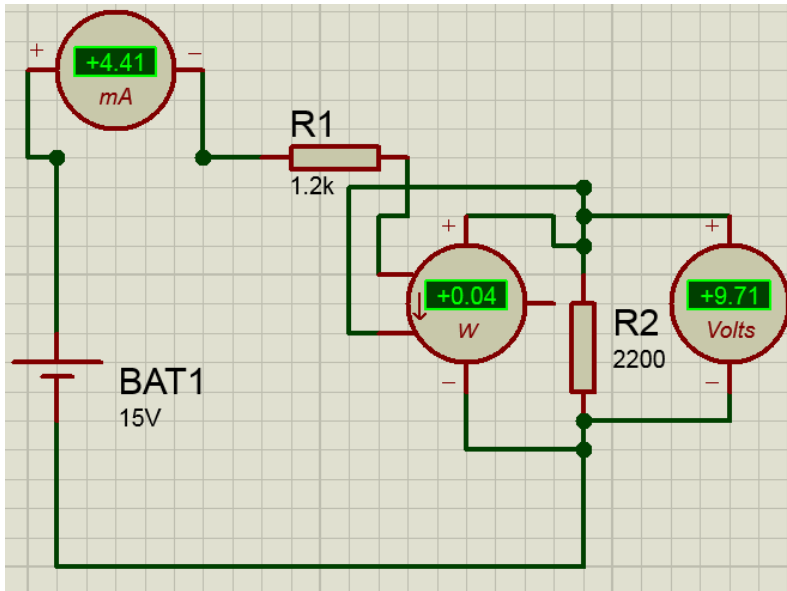 + +4.41 −
mA
R1
1.2k
+ +
+0.04
W
R2
2200
+9.71
Volts
− −
BAT1
15V